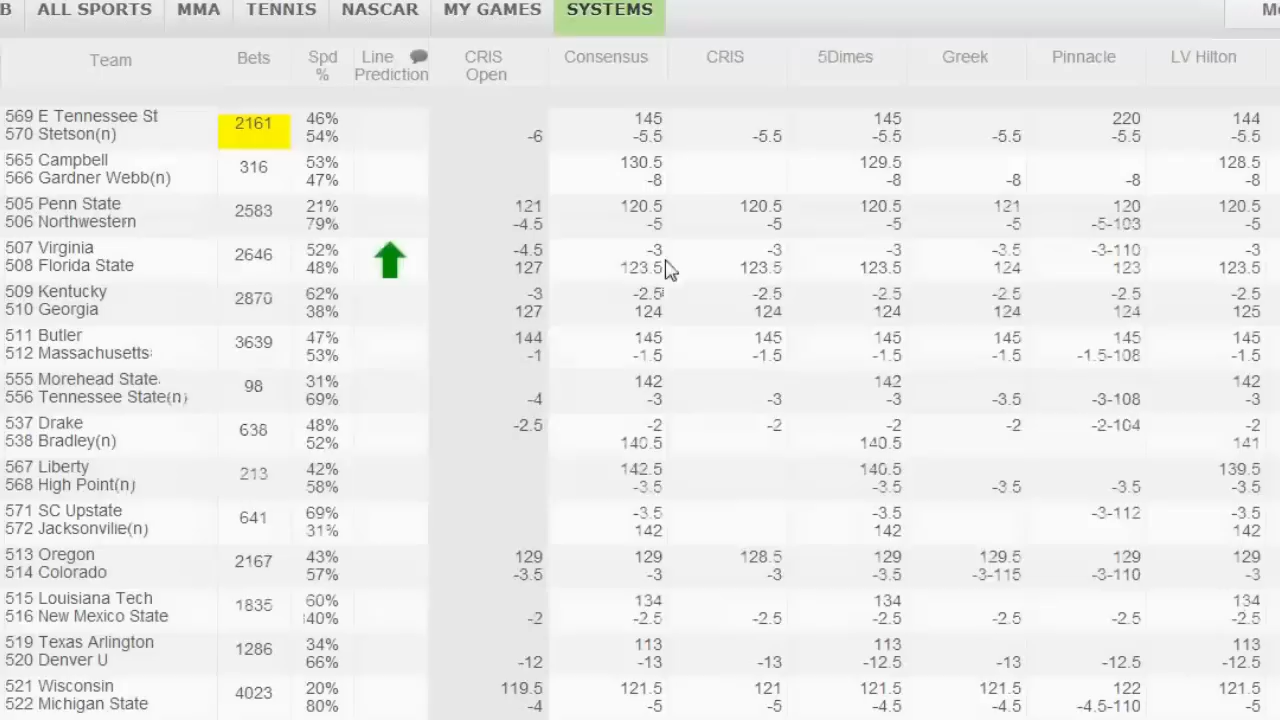 B ALL SPORTS MMA TENNIS NASCAR MY GAMES SYSTEMS
Team Bets Spd % Line Prediction CRIS Open Consensus CRIS 5Dimes Greek Pinnacle LV Hilton
569 E Tennessee St 2161 46% 145 145 220 144
570 Stetson(n) 54% -6 -5.5 -5.5 -5.5 -5.5 -5.5 -5.5
565 Campbell 316 53% 130.5 129.5 128.5
566 Gardner Webb(n) 47% -8 -8 -8 -8 -8
505 Penn State 2583 21% 121 120.5 120.5 120.5 121 120 120.5
506 Northwestern 79% -4.5 -5 -5 -5 -5 -5-103 -5
507 Virginia 2646 52% -4.5 -3 -3 -3 -3.5 -3-110 -3
508 Florida State 48% 127 123.5 123.5 123.5 124 123 123.5
509 Kentucky 2870 62% -3 -2.5 -2.5 -2.5 -2.5 -2.5 -2.5
510 Georgia 38% 127 124 124 124 124 124 125
511 Butler 3639 47% 144 145 145 145 145 145 145
512 Massachusetts 53% -1 -1.5 -1.5 -1.5 -1.5 -1.5-108 -1.5
555 Morehead State 98 31% 142 142 142
556 Tennessee State(n) 69% -4 -3 -3 -3 -3.5 -3-108 -3
537 Drake 638 48% -2.5 -2 -2 -2 -2 -2-104 -2
538 Bradley(n) 52% 140.5 140.5 141
567 Liberty 213 42% 142.5 140.5 139.5
568 High Point(n) 58% -3.5 -3.5 -3.5 -3.5 -3.5
571 SC Upstate 641 69% -3.5 -3.5 -3-112 -3.5
572 Jacksonville(n) 31% 142 142 142
513 Oregon 2167 43% 129 129 128.5 129 129.5 129 129
514 Colorado 57% -3.5 -3 -3 -3.5 -3-115 -3-110 -3
515 Louisiana Tech 1835 60% 134 134 134
516 New Mexico State 40% -2 -2.5 -2.5 -2.5 -2.5 -2.5 -2.5
519 Texas Arlington 1286 34% 113 113 113
520 Denver U 66% -12 -13 -13 -12.5 -13 -12.5 -12.5
521 Wisconsin 4023 20% 119.5 121.5 121 121.5 121.5 122 121.5
522 Michigan State 80% -4 -5 -5 -4.5 -4.5 -4.5-110 -5